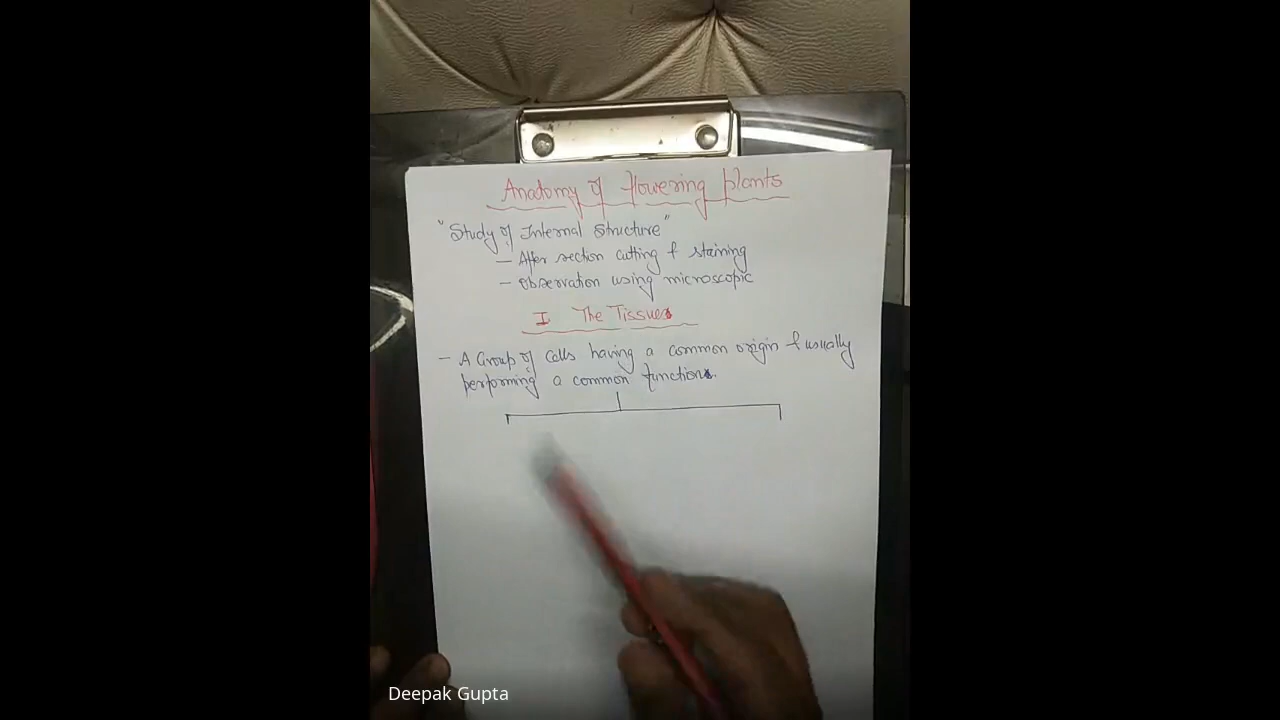 Anatomy of flowering plants
"Study of Internal Structure"
- After section cutting & staining
- observation using microscopic
I The Tissues
- A Group of cells having a common origin & usually
performing a common function.
Deepak Gupta